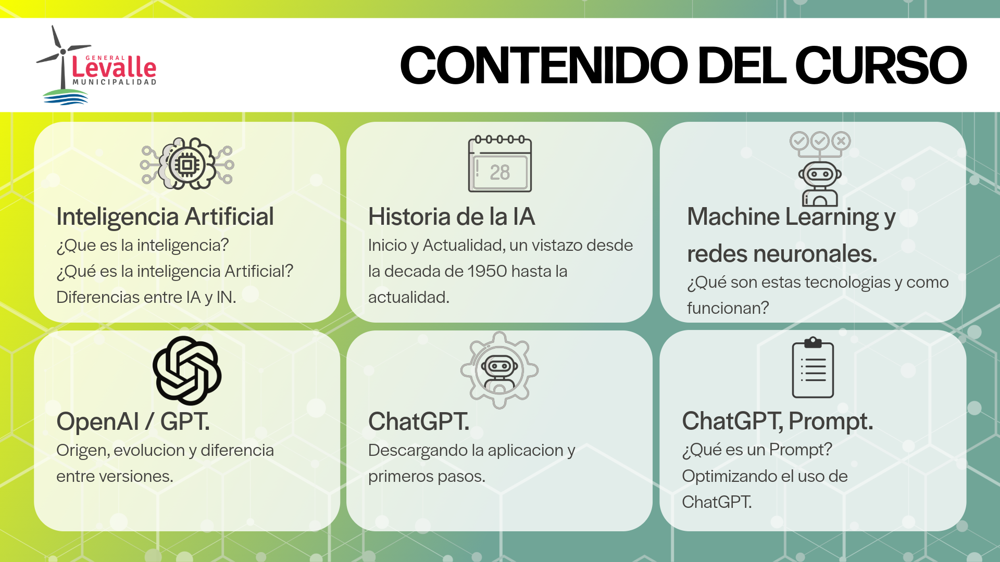 GENERAL
Levalle
MUNICIPALIDAD
CONTENIDO DEL CURSO
Inteligencia Artificial
¿Que es la inteligencia?
¿Qué es la inteligencia Artificial?
Diferencias entre IA y IN.
28
Historia de la IA
Inicio y Actualidad, un vistazo desde
la decada de 1950 hasta la
actualidad.
Machine Learning y
redes neuronales.
¿Qué son estas tecnologias y como
funcionan?
OpenAI / GPT.
Origen, evolucion y diferencia
entre versiones.
ChatGPT.
Descargando la aplicacion y
primeros pasos.
ChatGPT, Prompt.
¿Qué es un Prompt?
Optimizando el uso de
ChatGPT.